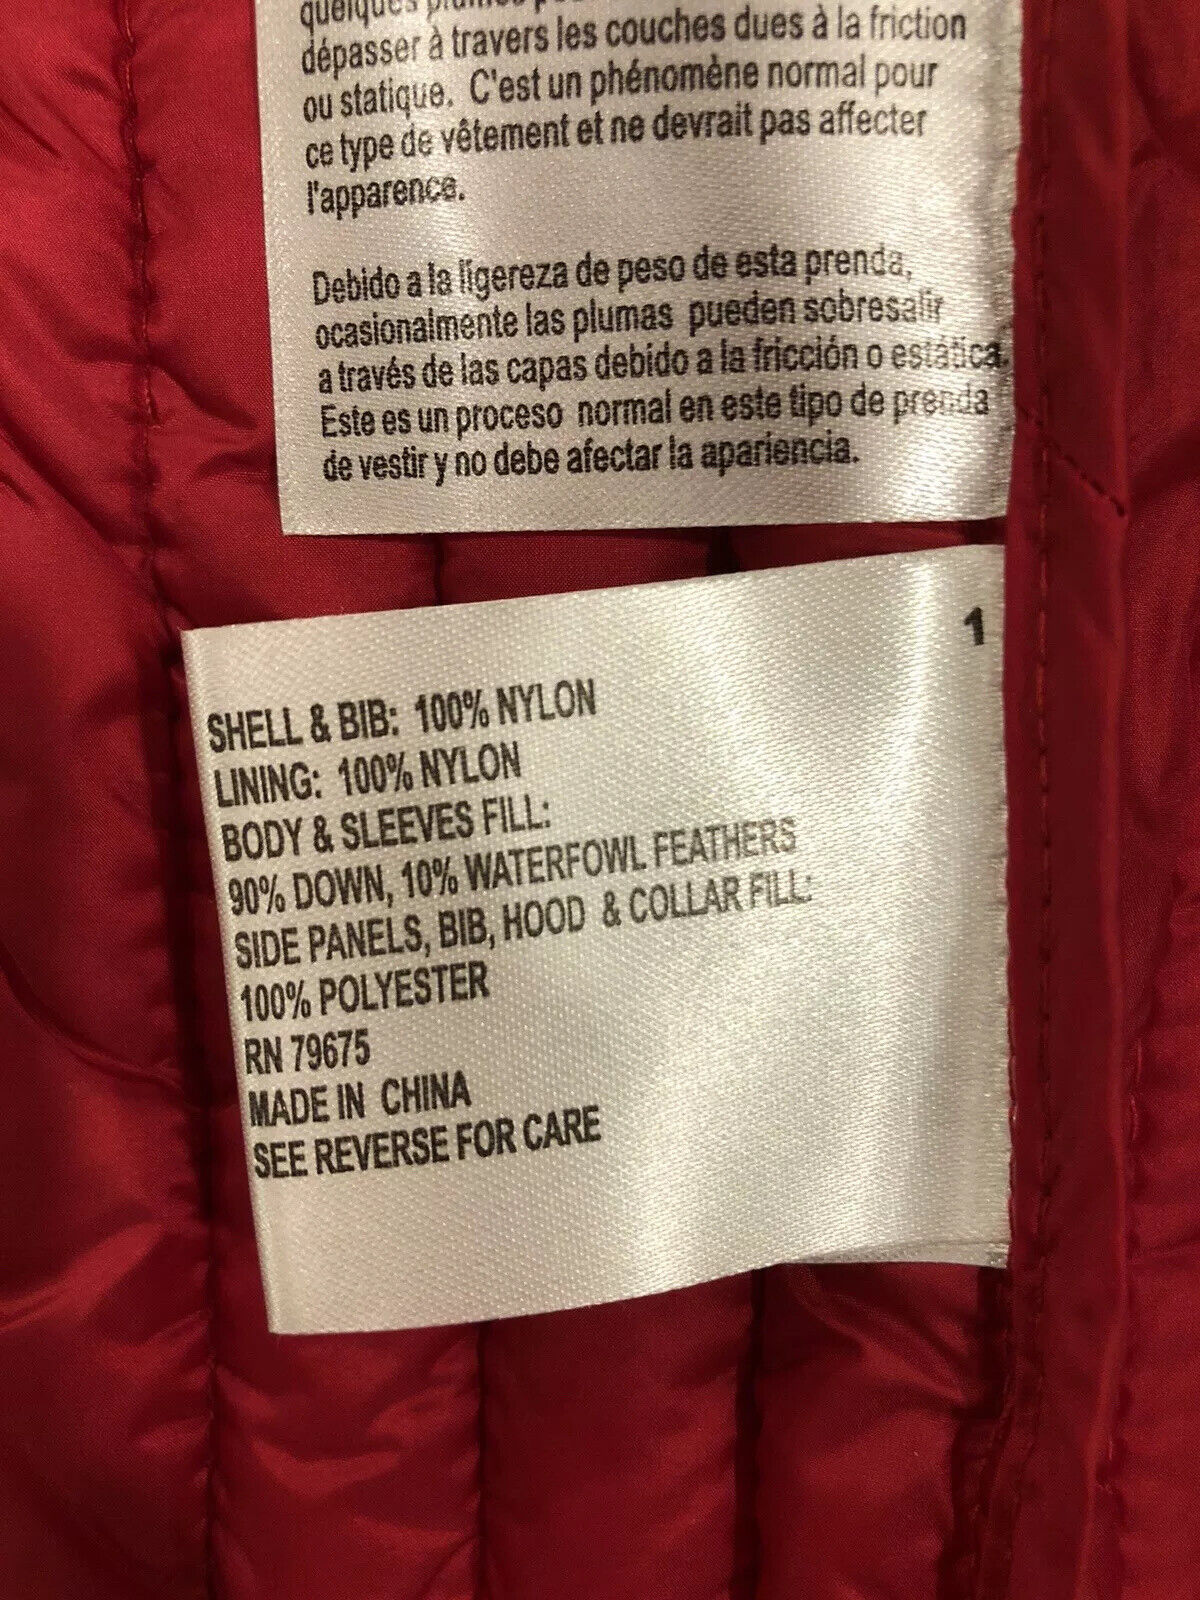 quelques
dépasser à travers les couches dues à la friction
ou statique. C'est un phénomène normal pour
ce type de vêtement et ne devrait pas affecter
l'apparence.
Debido a la ligereza de peso de esta prenda,
ocasionalmente las plumas pueden sobresalir
a través de las capas debido a la fricción o estática.
Este es un proceso normal en este tipo de prenda
de vestir y no debe afectar la apariencia.
1
SHELL & BIB: 100% NYLON
LINING: 100% NYLON
BODY & SLEEVES FILL:
90% DOWN, 10% WATERFOWL FEATHERS
SIDE PANELS, BIB, HOOD & COLLAR FILL:
100% POLYESTER
RN 79675
MADE IN CHINA
SEE REVERSE FOR CARE